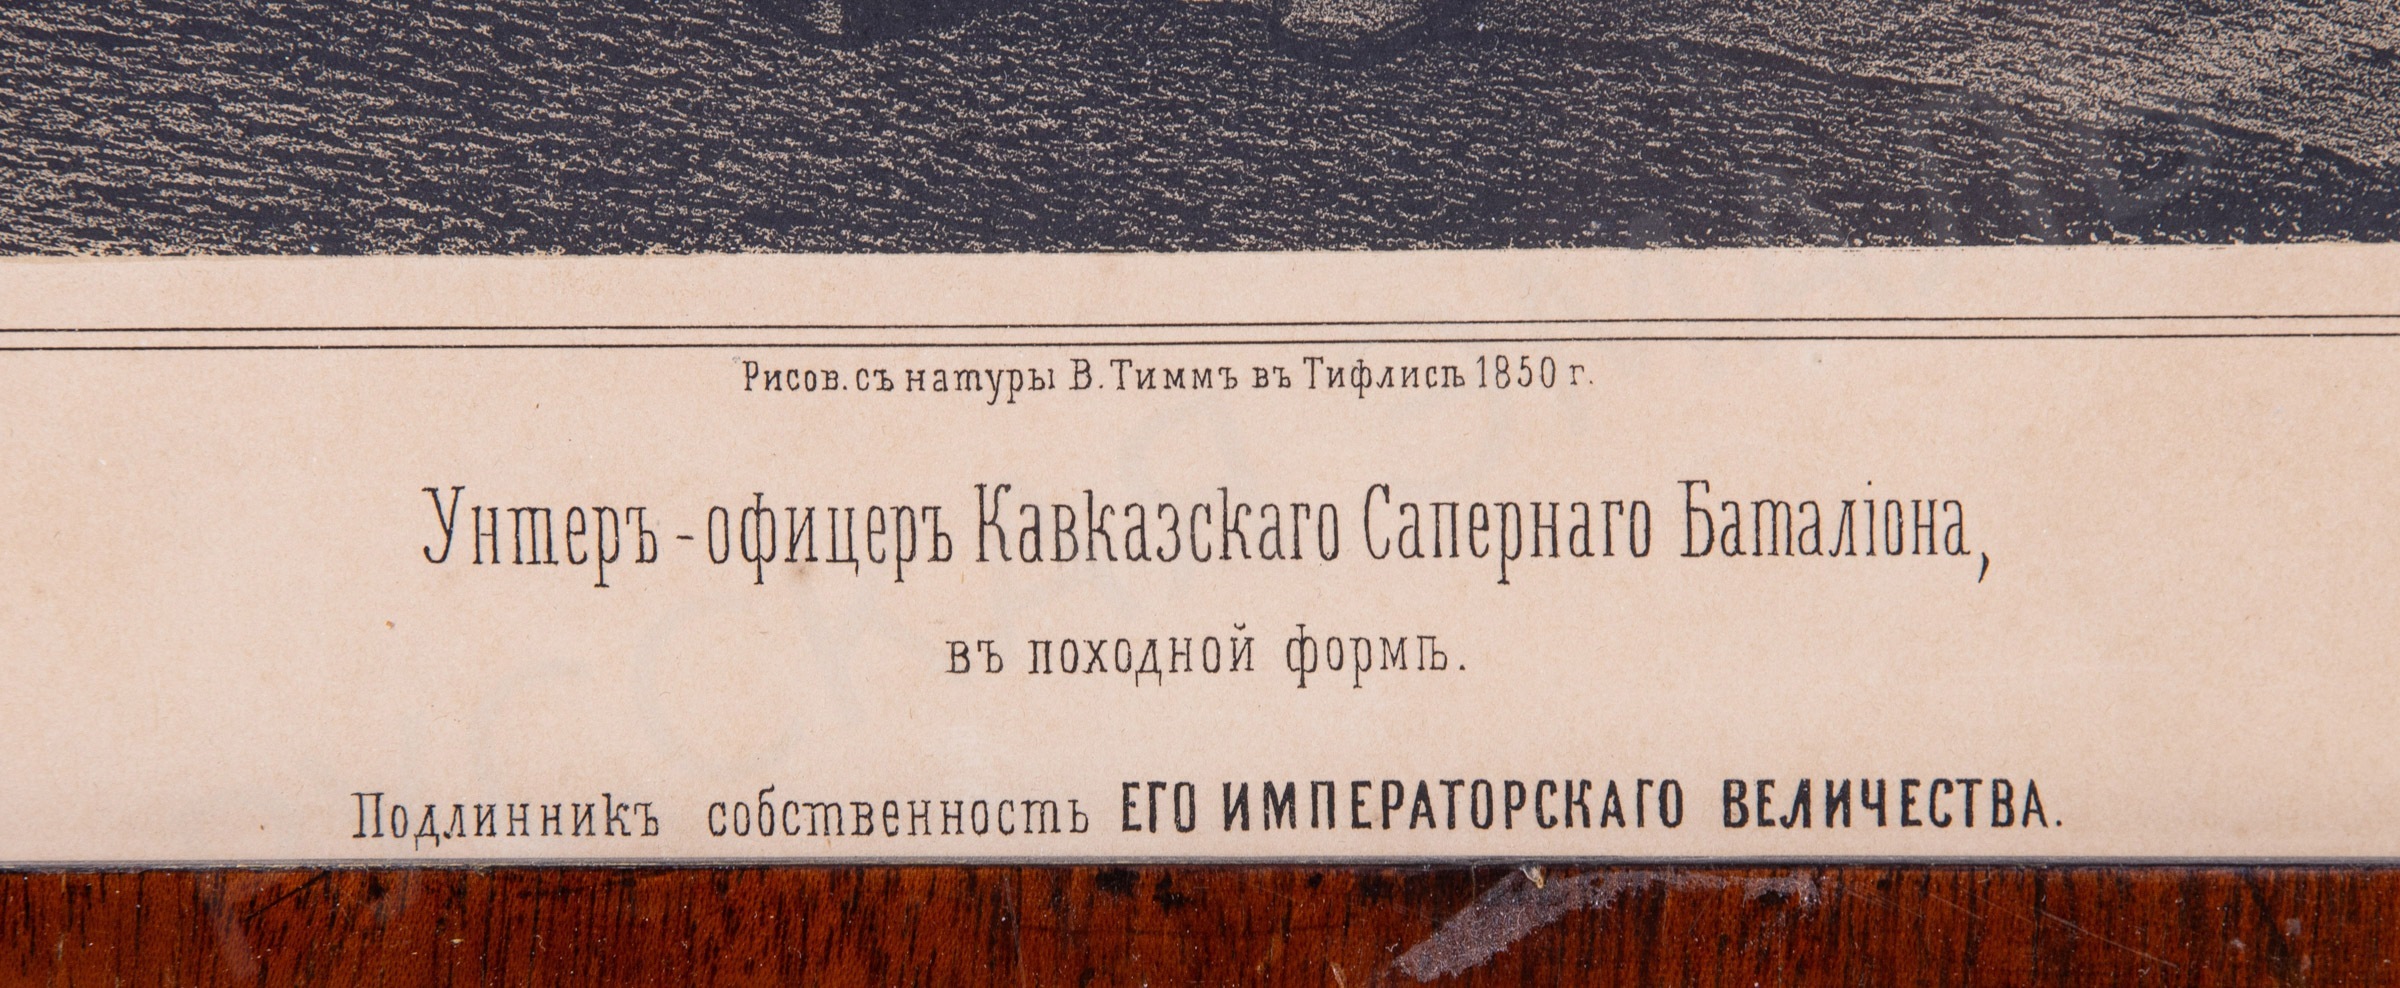 Рисов. съ натуры В. Тиммъ въ Тифлисѣ 1850 г.
Унтеръ-офицеръ Кавказскаго Сапернаго Баталіона,
въ походной формѣ.
Подлинникъ собственность ЕГО ИМПЕРАТОРСКАГО ВЕЛИЧЕСТВА.